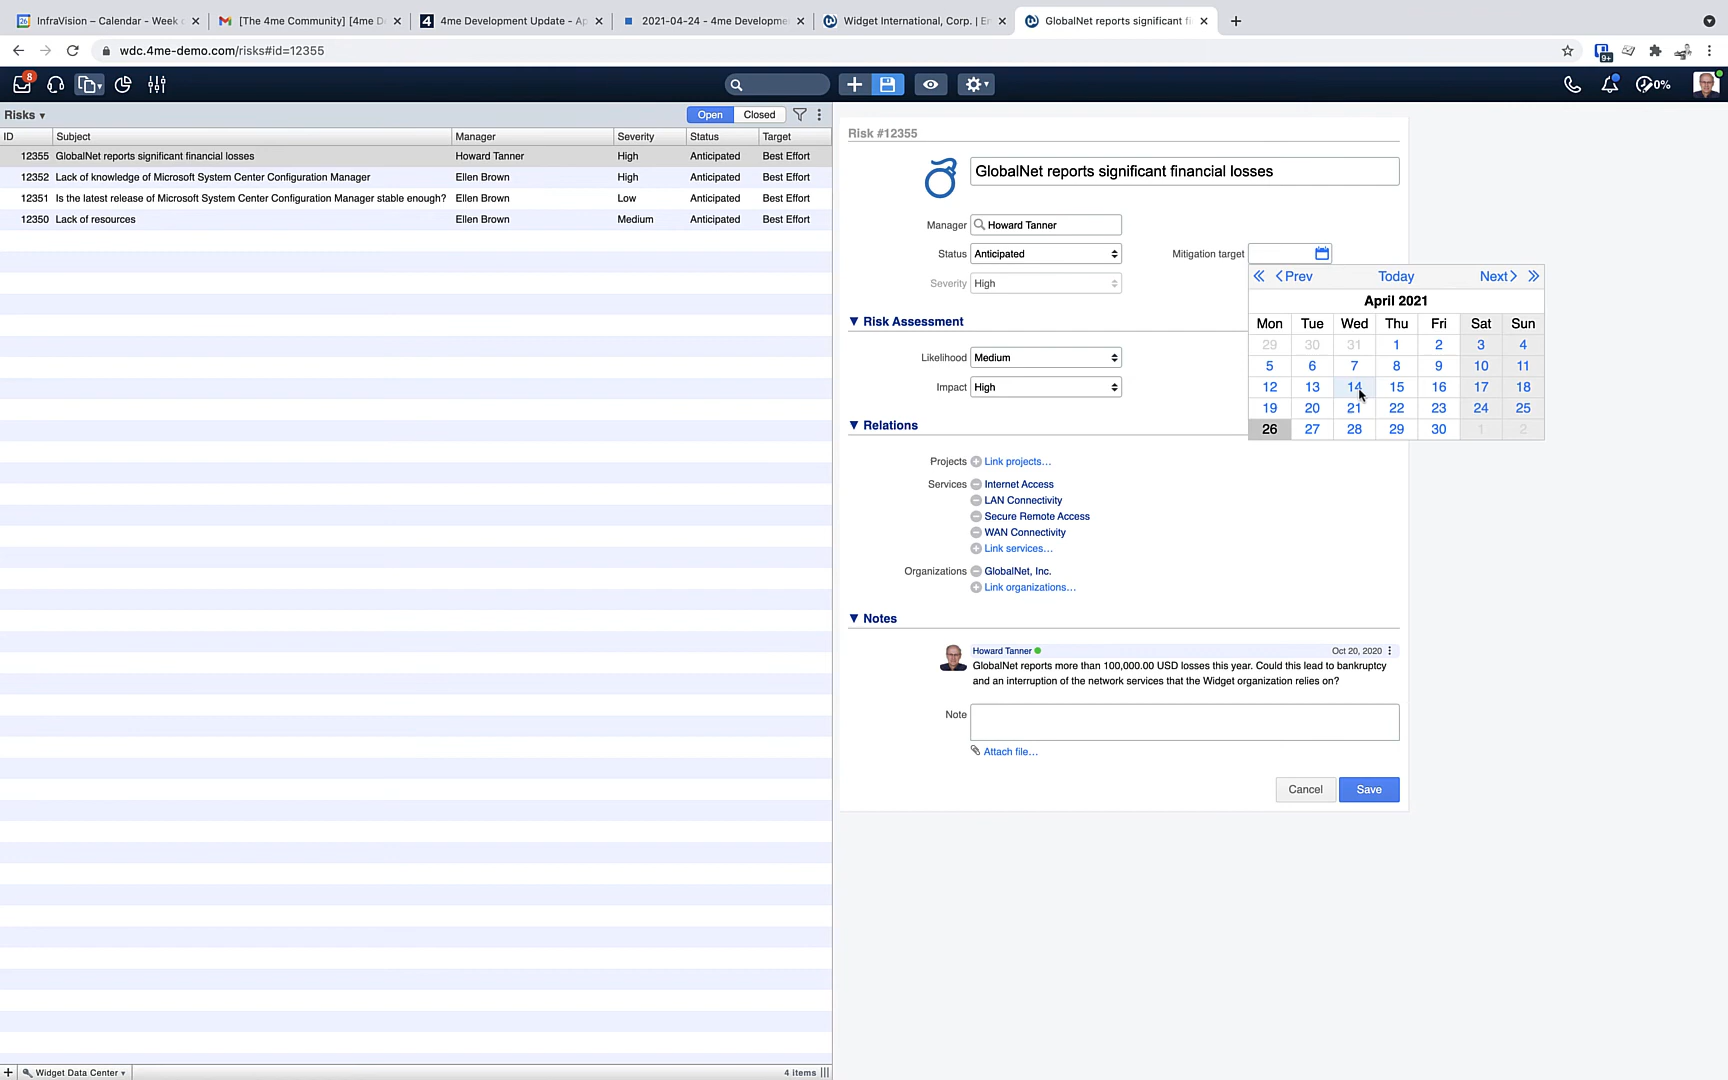 InfraVision – Calendar – Week
[The 4me Community] [4me D
4me Development Update - Ap
2021-04-24 - 4me Developme
Widget International, Corp. | En
GlobalNet reports significant fi
wdc.4me-demo.com/risks#id=12355
9+
8
0%
Risks
Open
Closed
ID Subject Manager Severity Status Target
12355 GlobalNet reports significant financial losses Howard Tanner High Anticipated Best Effort
12352 Lack of knowledge of Microsoft System Center Configuration Manager Ellen Brown High Anticipated Best Effort
12351 Is the latest release of Microsoft System Center Configuration Manager stable enough? Ellen Brown Low Anticipated Best Effort
12350 Lack of resources Ellen Brown Medium Anticipated Best Effort
Widget Data Center
4 items
Risk #12355
GlobalNet reports significant financial losses
Manager Howard Tanner
Status Anticipated Mitigation target
Severity High
Prev Today Next
April 2021
Mon Tue Wed Thu Fri Sat Sun
29 30 31 1 2 3 4
5 6 7 8 9 10 11
12 13 14 15 16 17 18
19 20 21 22 23 24 25
26 27 28 29 30 1 2
Risk Assessment
Likelihood Medium
Impact High
Relations
Projects Link projects…
Services Internet Access
LAN Connectivity
Secure Remote Access
WAN Connectivity
Link services…
Organizations GlobalNet, Inc.
Link organizations…
Notes
Howard Tanner Oct 20, 2020
GlobalNet reports more than 100,000.00 USD losses this year. Could this lead to bankruptcy
and an interruption of the network services that the Widget organization relies on?
Note
Attach file…
Cancel
Save